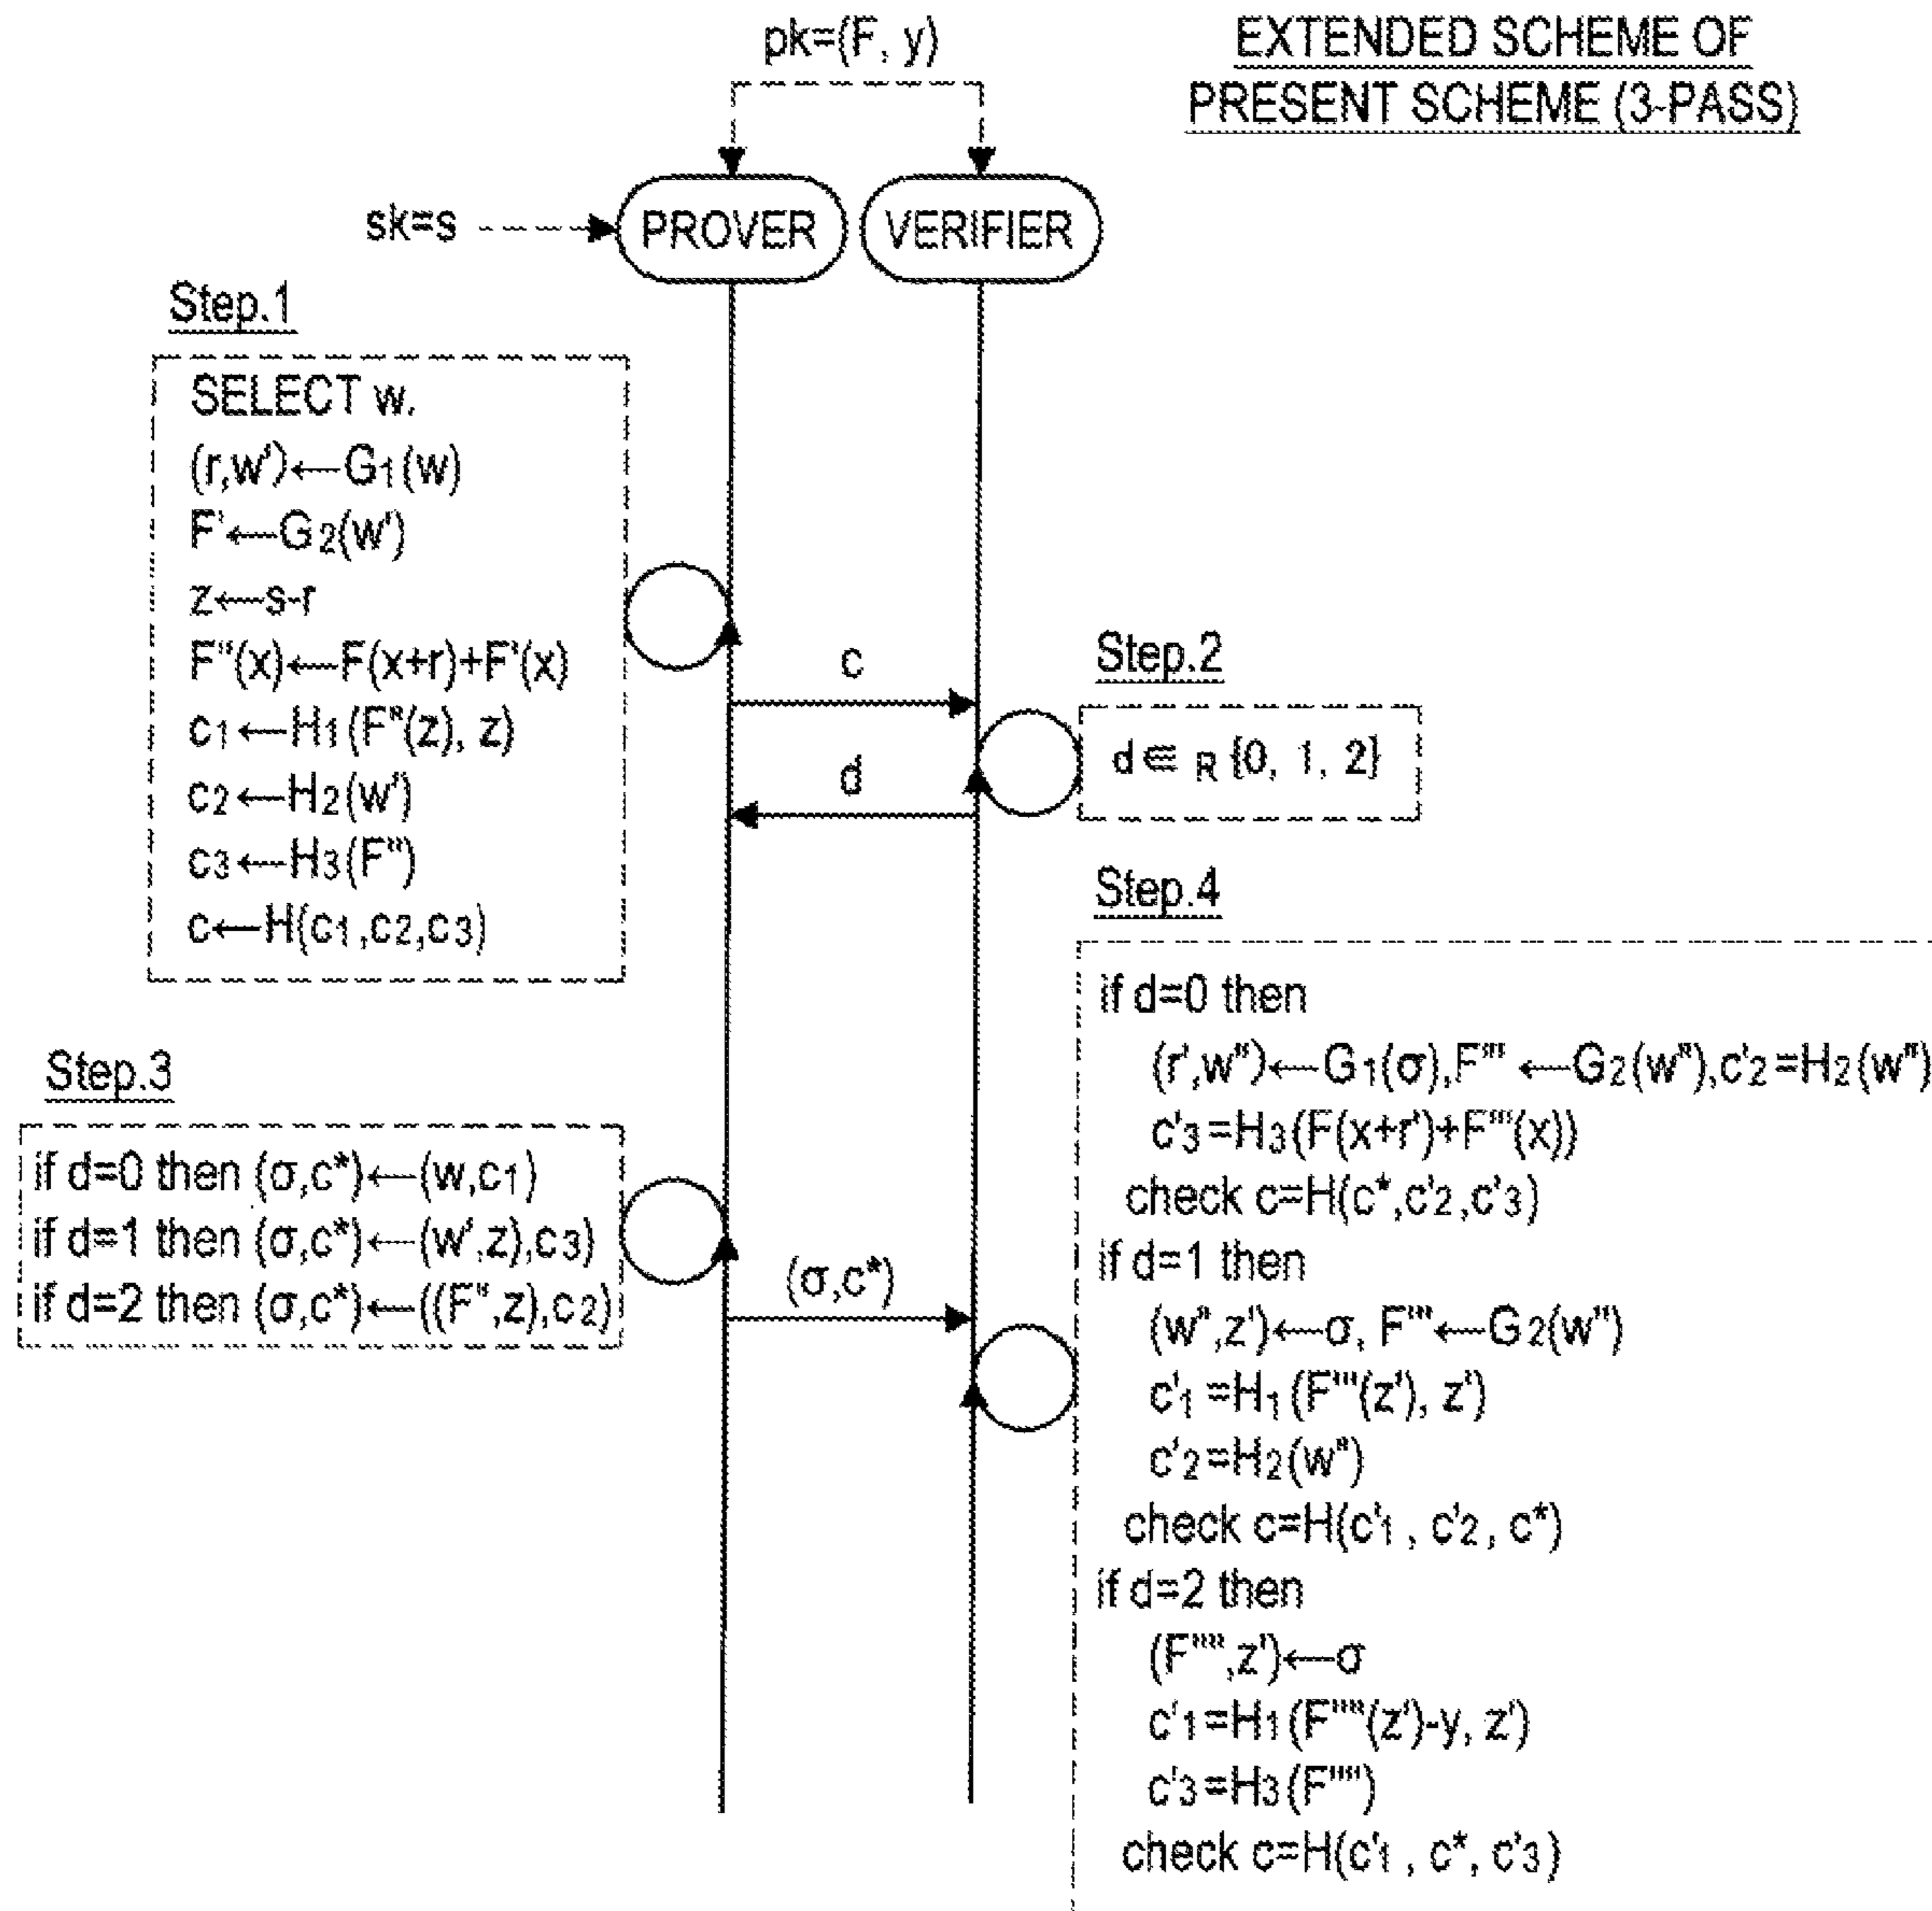 pk=(F, y)
EXTENDED SCHEME OF
PRESENT SCHEME (3-PASS)
sk=s
PROVER
VERIFIER
Step.1
SELECT w.
(r,w')←G1(w)
F'←G2(w')
z←s-r
F''(x)←F(x+r)+F'(x)
c1←H1(F''(z), z)
c2←H2(w')
c3←H3(F'')
c←H(c1,c2,c3)
c
Step.2
d∈R{0, 1, 2}
d
Step.3
if d=0 then (σ,c*)←(w,c1)
if d=1 then (σ,c*)←(w',z),c3)
if d=2 then (σ,c*)←((F'',z),c2)
(σ,c*)
Step.4
if d=0 then
(r',w'')←G1(σ),F'''←G2(w''),c'2=H2(w'')
c'3=H3(F(x+r')+F'''(x))
check c=H(c*,c'2,c'3)
if d=1 then
(w'',z')←σ, F'''←G2(w'')
c'1=H1(F'''(z'), z')
c'2=H2(w'')
check c=H(c'1, c'2, c*)
if d=2 then
(F'''',z')←σ
c'1=H1(F''''(z')-y, z')
c'3=H3(F'''')
check c=H(c'1, c*, c'3)